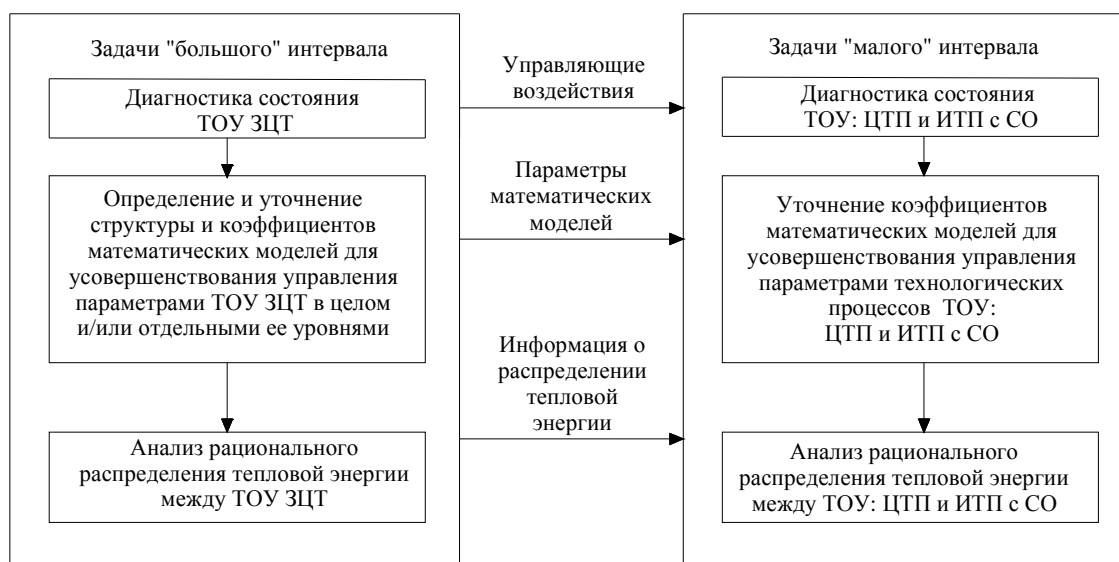 Задачи "большого" интервала
Диагностика состояния
ТОУ ЗЦТ
Определение и уточнение
структуры и коэффициентов
математических моделей для
усовершенствования управления
параметрами ТОУ ЗЦТ в целом
и/или отдельными ее уровнями
Анализ рационального
распределения тепловой энергии
между ТОУ ЗЦТ
Управляющие
воздействия
Параметры
математических
моделей
Информация о
распределении
тепловой
энергии
Задачи "малого" интервала
Диагностика состояния
ТОУ: ЦТП и ИТП с СО
Уточнение коэффициентов
математических моделей для
усовершенствования управления
параметрами технологических
процессов ТОУ:
ЦТП и ИТП с СО
Анализ рационального
распределения тепловой энергии
между ТОУ: ЦТП и ИТП с СО